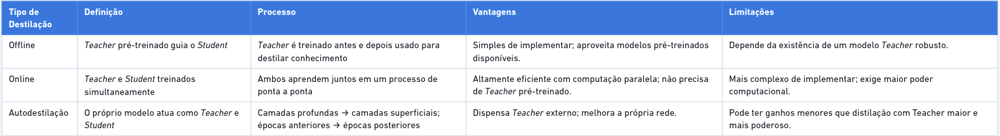 Tipo de
Destilação
Definição
Processo
Vantagens
Limitações
Offline
Teacher pré-treinado guia o Student
Teacher é treinado antes e depois usado para
destilar conhecimento
Simples de implementar; aproveita modelos pré-treinados
disponíveis.
Depende da existência de um modelo Teacher robusto.
Online
Teacher e Student treinados
simultaneamente
Ambos aprendem juntos em um processo de
ponta a ponta
Altamente eficiente com computação paralela; não precisa
de Teacher pré-treinado.
Mais complexo de implementar; exige maior poder
computacional.
Autodestilação
O próprio modelo atua como Teacher e
Student
Camadas profundas → camadas superficiais;
épocas anteriores → épocas posteriores
Dispensa Teacher externo; melhora a própria rede.
Pode ter ganhos menores que distilação com Teacher maior e
mais poderoso.